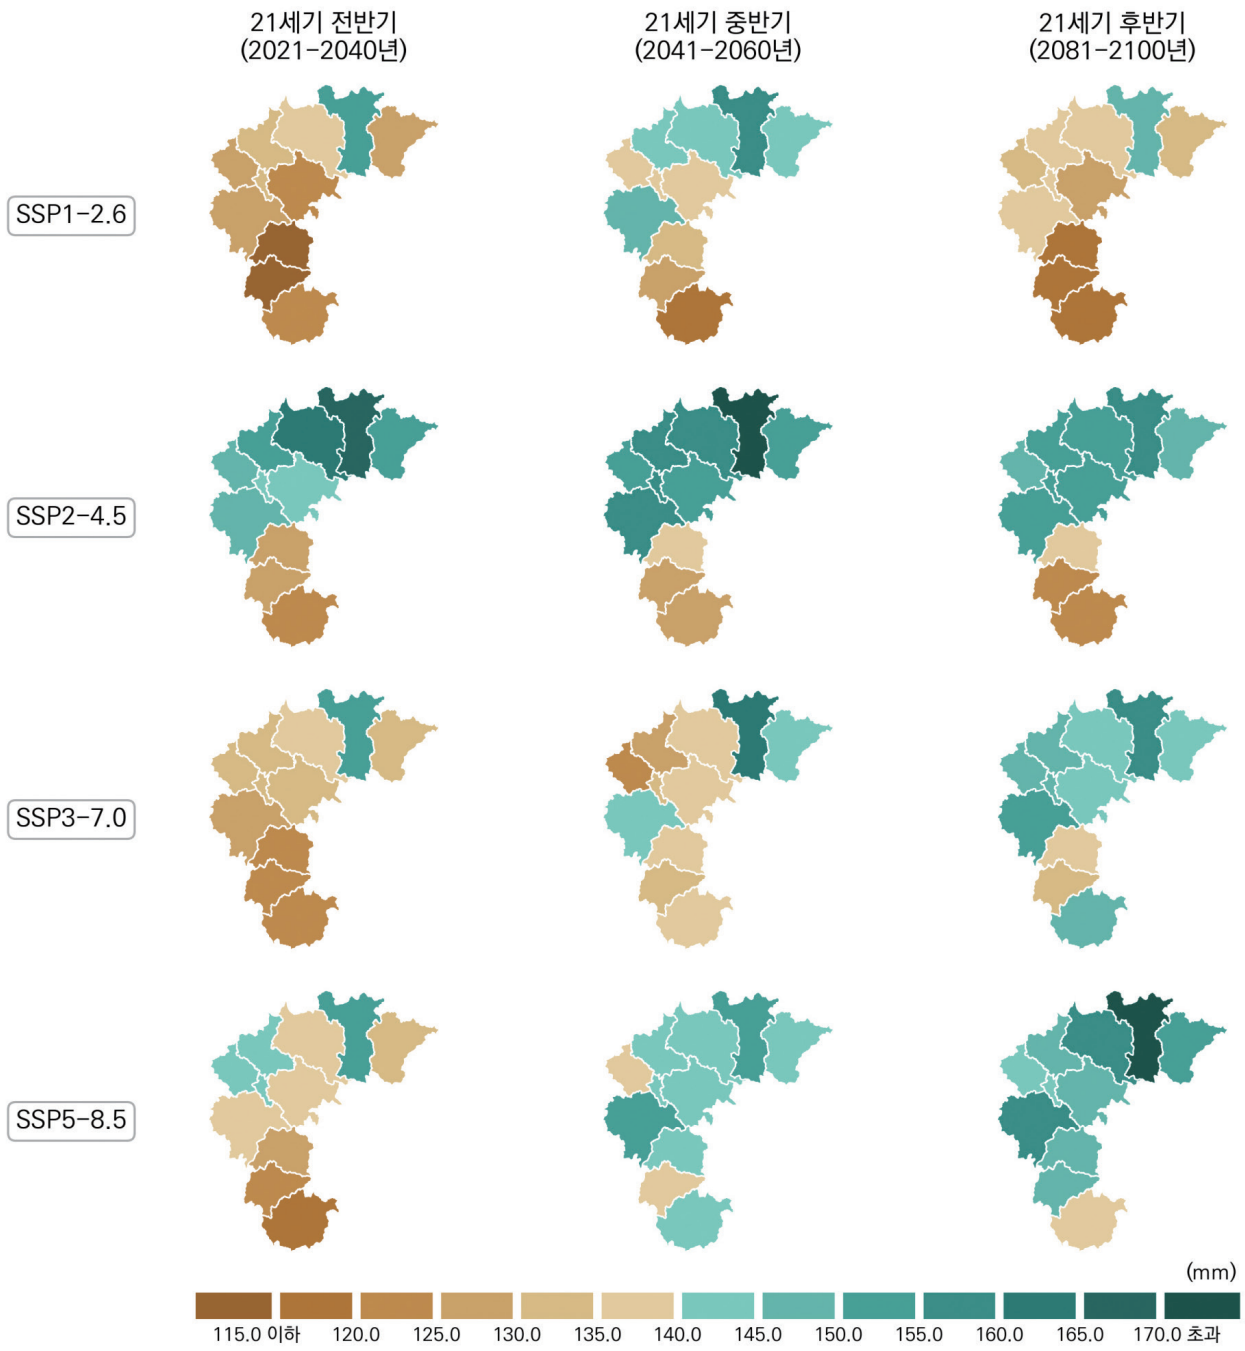 21세기 전반기
(2021-2040년)
21세기 중반기
(2041-2060년)
21세기 후반기
(2081-2100년)
SSP1-2.6
SSP2-4.5
SSP3-7.0
SSP5-8.5
(mm)
115.0 이하 120.0 125.0 130.0 135.0 140.0 145.0 150.0 155.0 160.0 165.0 170.0 초과